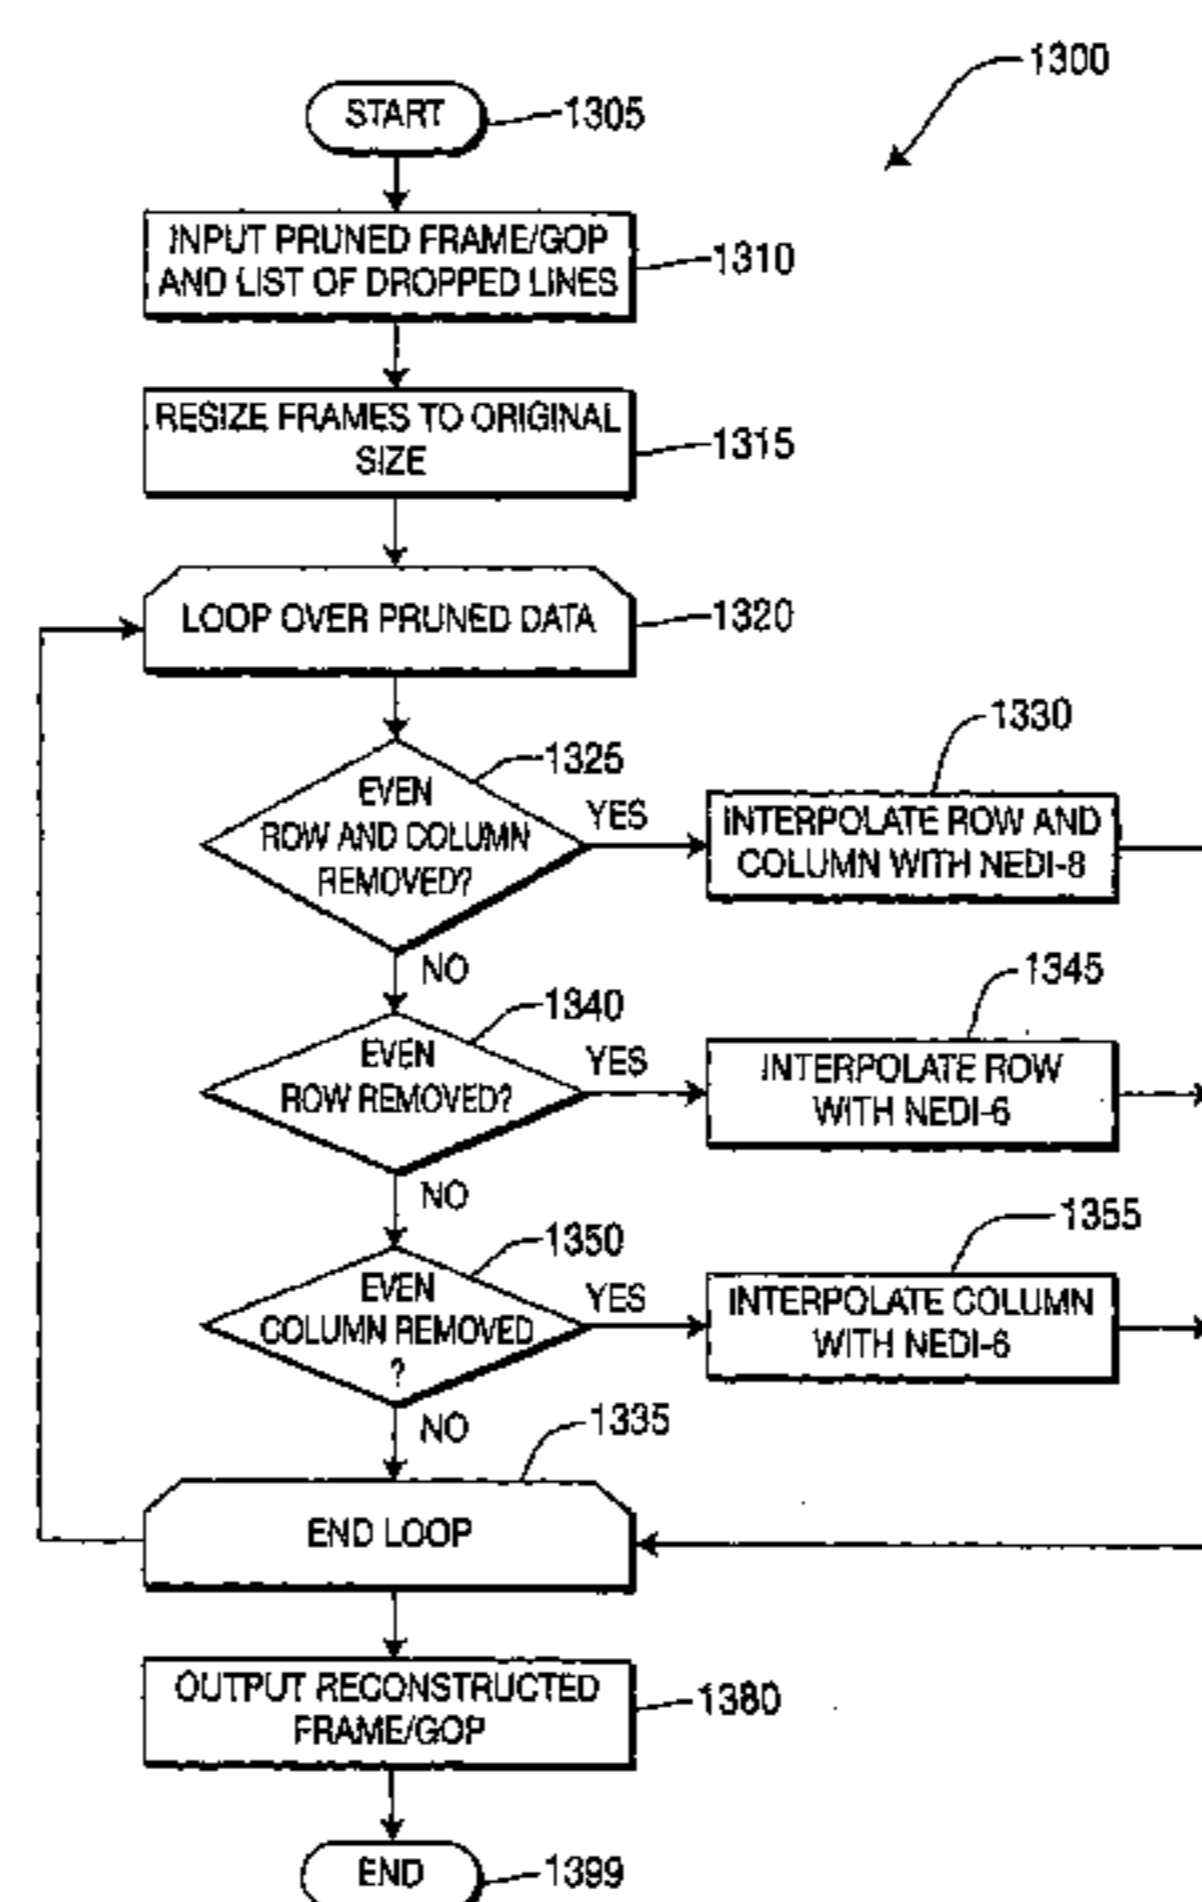 1300
START
1305
INPUT PRUNED FRAME/GOP
AND LIST OF DROPPED LINES
1310
RESIZE FRAMES TO ORIGINAL
SIZE
1315
LOOP OVER PRUNED DATA
1320
EVEN
ROW AND COLUMN
REMOVED?
1325
YES
INTERPOLATE ROW AND
COLUMN WITH NEDI-8
1330
NO
EVEN
ROW REMOVED?
1340
YES
INTERPOLATE ROW
WITH NEDI-6
1345
NO
EVEN
COLUMN REMOVED
?
1350
YES
INTERPOLATE COLUMN
WITH NEDI-6
1355
NO
END LOOP
1335
OUTPUT RECONSTRUCTED
FRAME/GOP
1380
END
1399